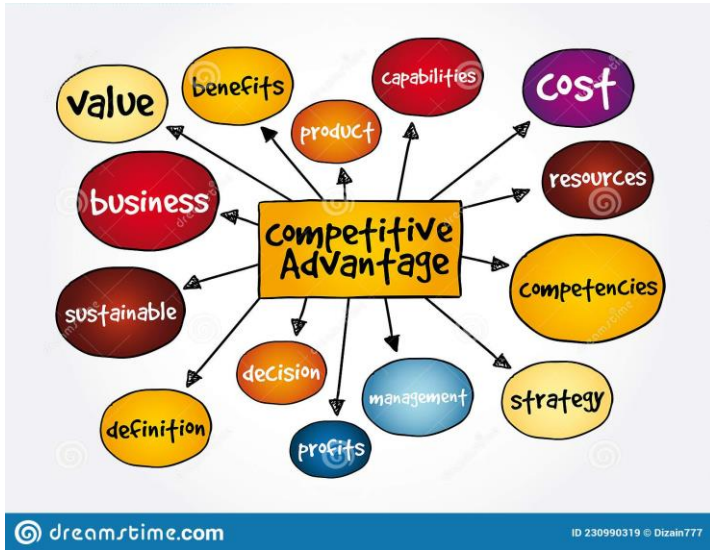 value
benefits
product
capabilities
cost
business
resources
Competitive
Advantage
sustainable
competencies
decision
management
strategy
definition
profits
dreamstime.com
ID 230990319 © Dizain777